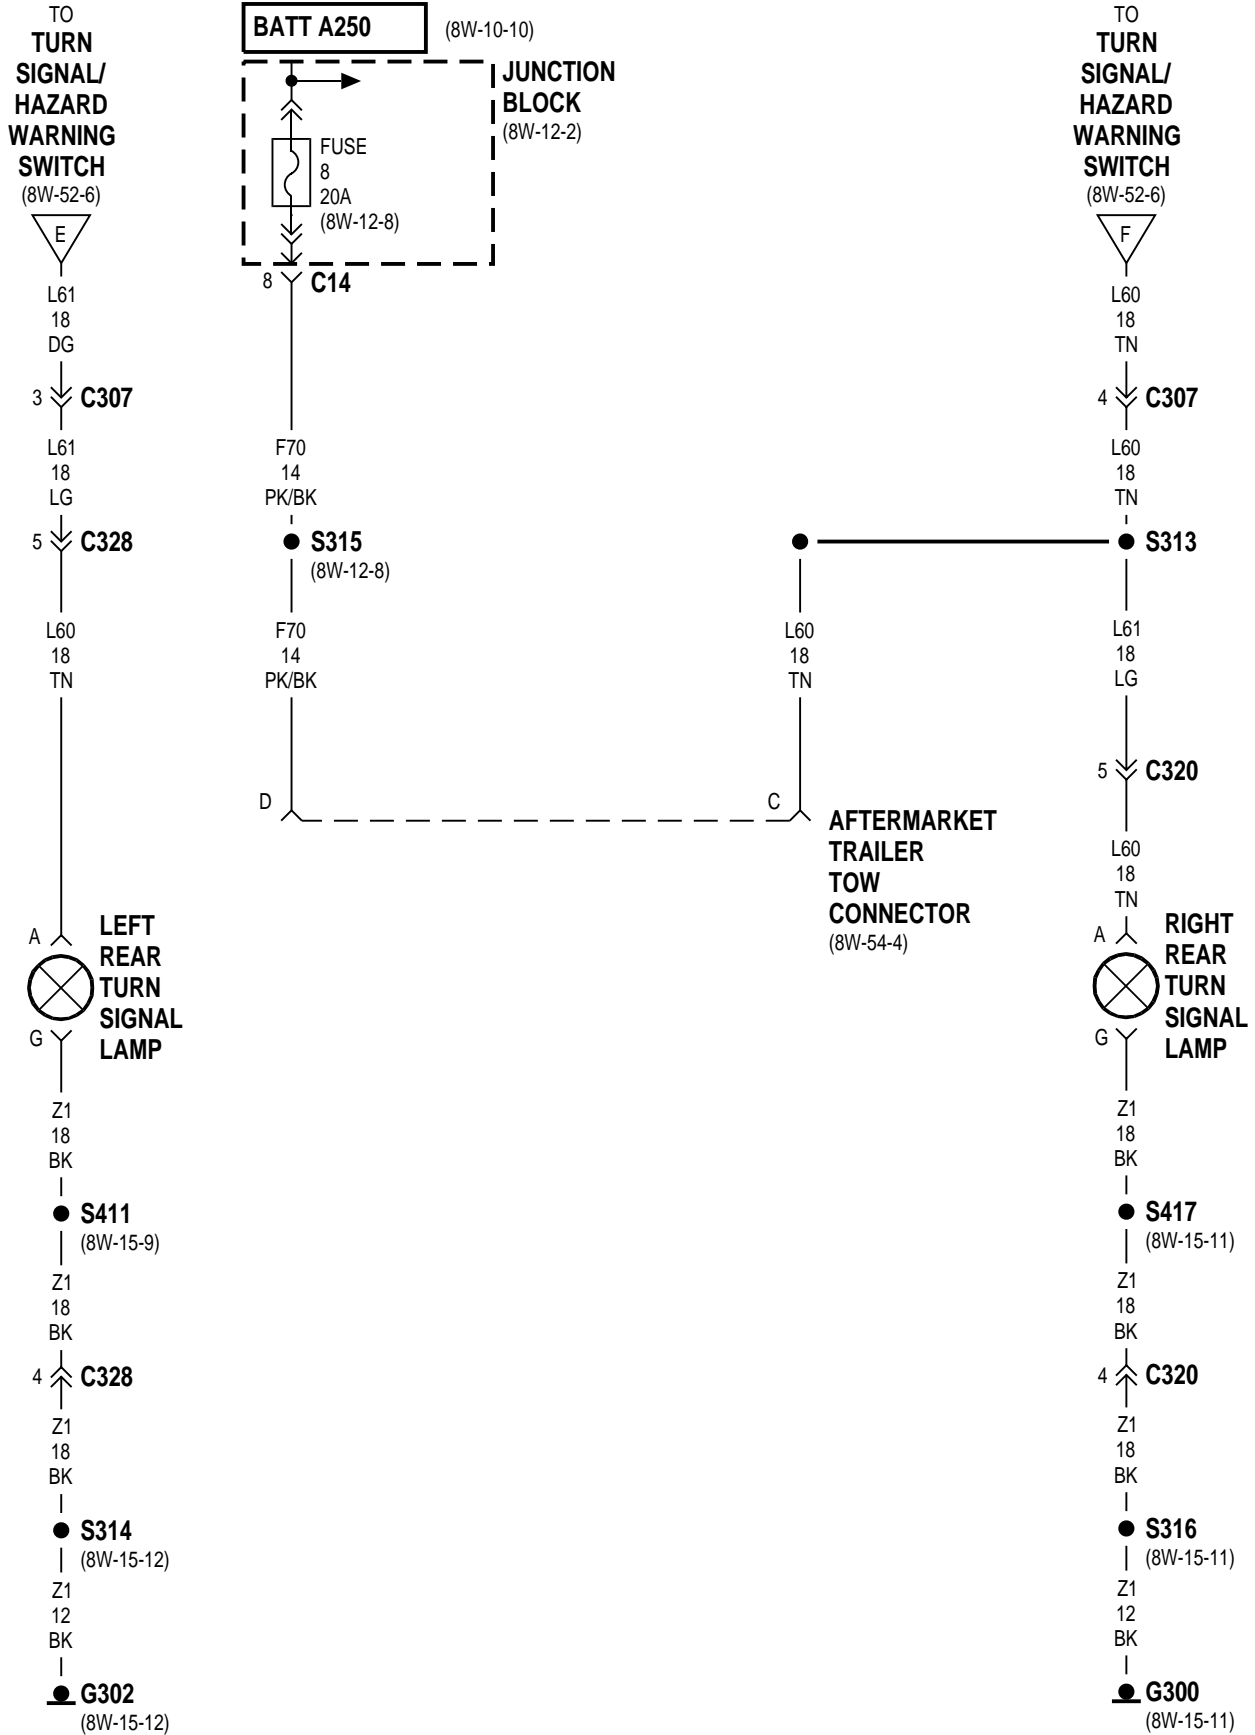 TO
TURN
SIGNAL/
HAZARD
WARNING
SWITCH
(8W-52-6)
E
L61
18
DG
3
C307
L61
18
LG
5
C328
L60
18
TN
A
LEFT
REAR
TURN
SIGNAL
LAMP
G
Z1
18
BK
S411
(8W-15-9)
Z1
18
BK
4
C328
Z1
18
BK
S314
(8W-15-12)
Z1
12
BK
G302
(8W-15-12)
BATT A250
(8W-10-10)
JUNCTION
BLOCK
(8W-12-2)
FUSE
8
20A
(8W-12-8)
8
C14
F70
14
PK/BK
S315
(8W-12-8)
F70
14
PK/BK
D
L60
18
TN
C
AFTERMARKET
TRAILER
TOW
CONNECTOR
(8W-54-4)
TO
TURN
SIGNAL/
HAZARD
WARNING
SWITCH
(8W-52-6)
F
L60
18
TN
4
C307
L60
18
TN
S313
L61
18
LG
5
C320
L60
18
TN
A
RIGHT
REAR
TURN
SIGNAL
LAMP
G
Z1
18
BK
S417
(8W-15-11)
Z1
18
BK
4
C320
Z1
18
BK
S316
(8W-15-11)
Z1
12
BK
G300
(8W-15-11)